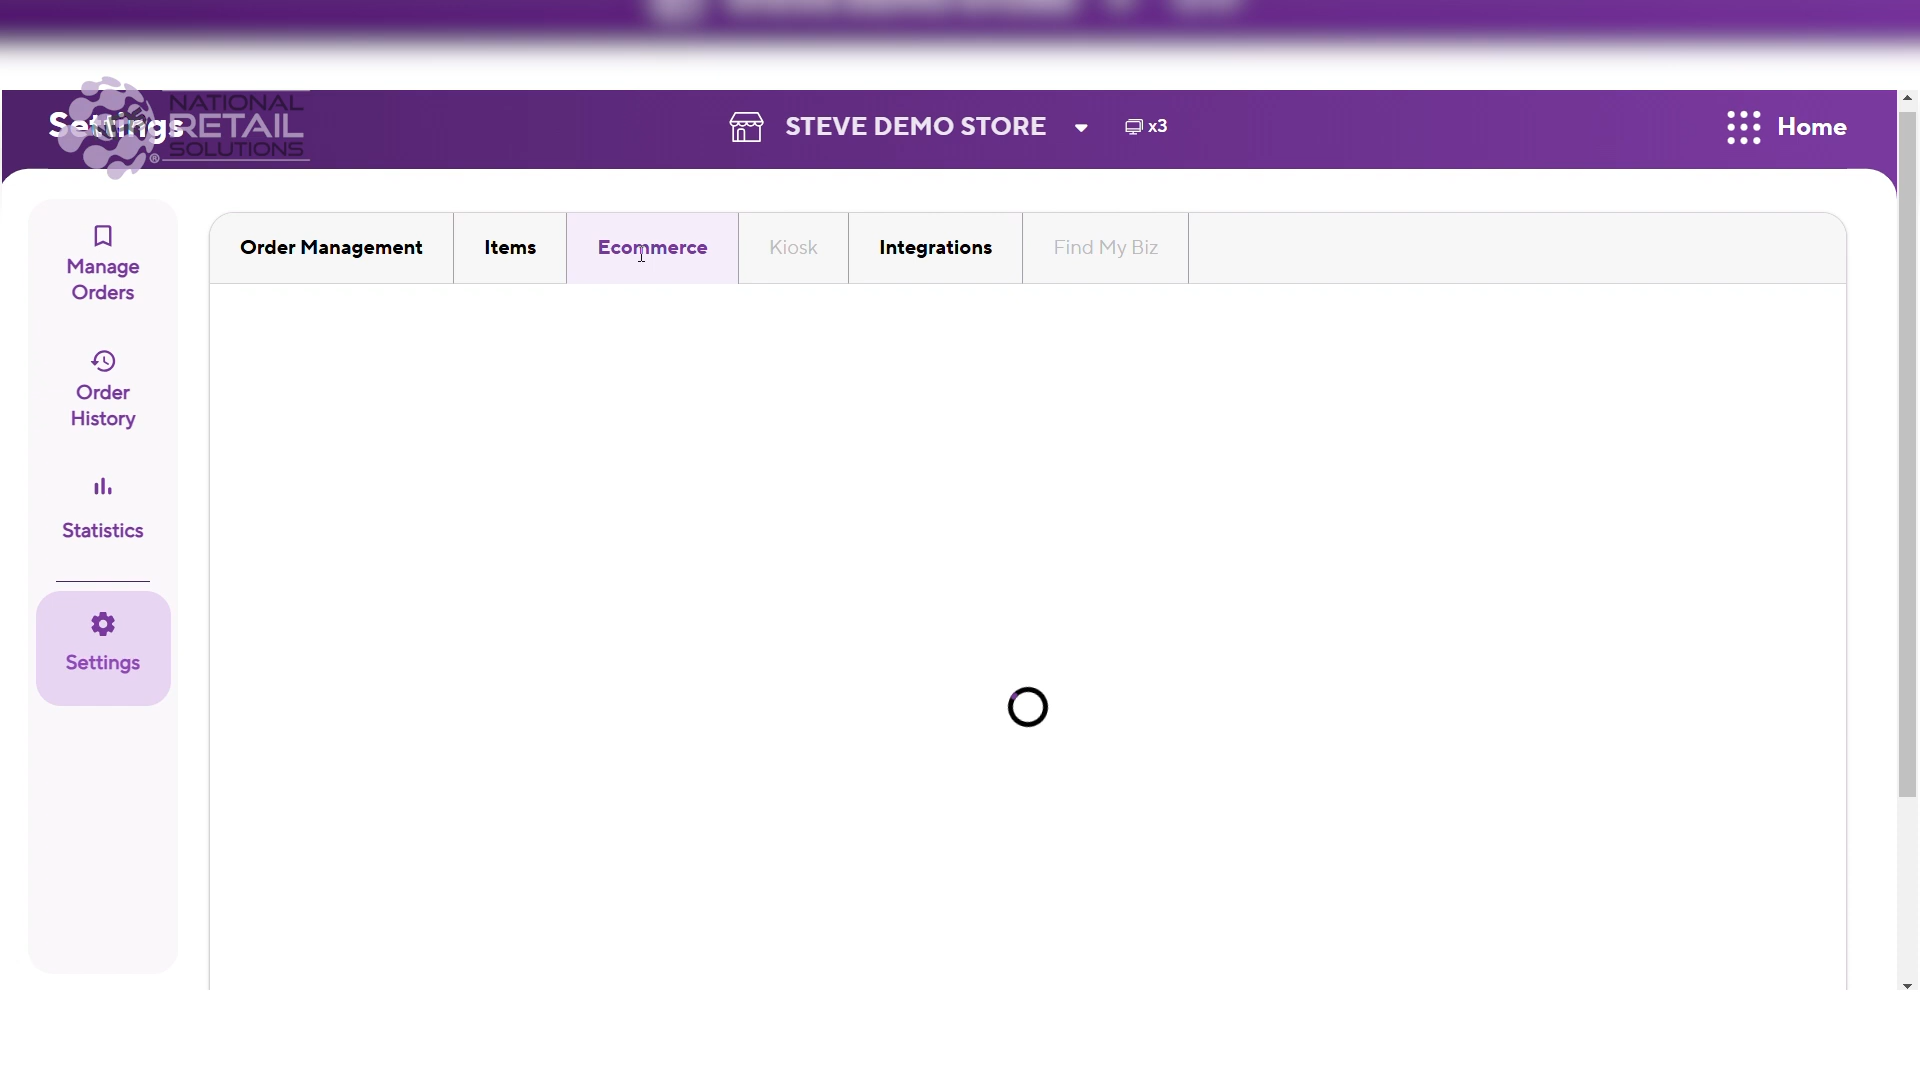 Settings
NATIONAL
RETAIL
SOLUTIONS
®
STEVE DEMO STORE
x3
Home
Manage
Orders
Order
History
Statistics
Settings
Order Management
Items
Ecommerce
Kiosk
Integrations
Find My Biz